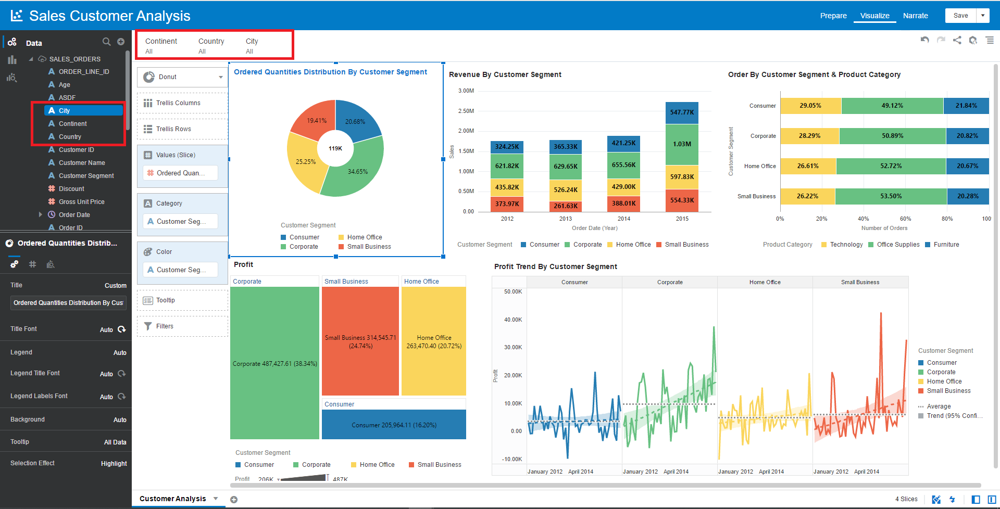 Sales Customer Analysis
Prepare
Visualize
Narrate
Save
Data
SALES_ORDERS
ORDER_LINE_ID
Age
ASDF
City
Continent
Country
Customer ID
Customer Name
Customer Segment
Discount
Gross Unit Price
Order Date
Order ID
Ordered Quantities Distrib...
Title
Custom
Ordered Quantities Distribution By Cus
Title Font
Auto
Legend
Auto
Legend Title Font
Auto
Legend Labels Font
Auto
Background
Auto
Tooltip
All Data
Selection Effect
Highlight
Continent
All
Country
All
City
All
Donut
Trellis Columns
Trellis Rows
Values (Slice)
Ordered Quan...
Category
Customer Seg...
Color
Customer Seg...
Tooltip
Filters
Ordered Quantities Distribution By Customer Segment
19.41%
20.68%
119K
25.25%
34.65%
Customer Segment
Consumer
Home Office
Corporate
Small Business
Revenue By Customer Segment
3.00M
2.50M
2.00M
1.50M
1.00M
0.50M
0.00
Sales
324.25K
621.82K
435.82K
373.97K
365.33K
629.65K
526.24K
261.63K
421.25K
655.56K
429.00K
388.01K
547.77K
1.03M
597.83K
554.33K
2012
2013
2014
2015
Order Date (Year)
Customer Segment
Consumer
Corporate
Home Office
Small Business
Order By Customer Segment & Product Category
Customer Segment
Consumer
29.05%
49.12%
21.84%
Corporate
28.29%
50.89%
20.82%
Home Office
26.61%
52.72%
20.67%
Small Business
26.22%
53.50%
20.28%
0%
20%
40%
60%
80%
100
Number of Orders
Product Category
Technology
Office Supplies
Furniture
Profit
Corporate
Small Business
Home Office
Corporate 487,427.61 (38.34%)
Small Business 314,545.71
(24.74%)
Home Office
263,470.40 (20.72%)
Consumer
Consumer 205,964.11 (16.20%)
Customer Segment
Consumer
Corporate
Home Office
Small Business
Profit
206K
487K
Profit Trend By Customer Segment
Consumer
Corporate
Home Office
Small Business
50.00K
40.00K
30.00K
20.00K
10.00K
0.00
-10.00K
Profit
January 2012
April 2014
January 2012
April 2014
January 2012
April 2014
January 2012
April 2014
Customer Segment
Consumer
Corporate
Home Office
Small Business
Average
Trend (95% Confi...
Customer Analysis
4 Slices